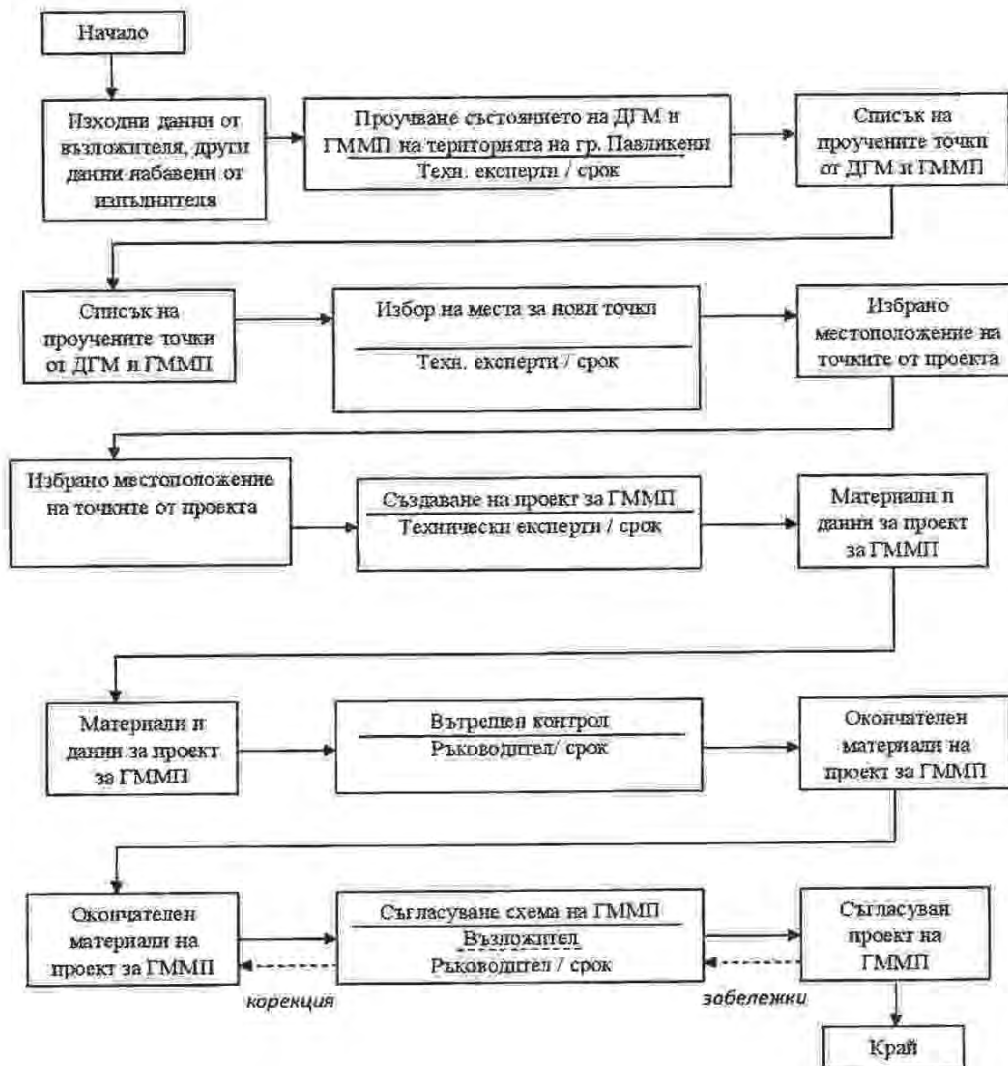 Начало
Изходни данни от
възложителя, други
данни набавени от
изпълнителя
Проучване състоянието на ДГМ и
ГММП на територията на гр. Павликени
Техн. експерти / срок
Списък на
проучените точки
от ДГМ и ГММП
Списък на
проучените точки
от ДГМ и ГММП
Избор на места за нови точки
Техн. експерти / срок
Избрано
местоположение на
точките от проекта
Избрано местоположение
на точките от проекта
Създаване на проект за ГММП
Технически експерти / срок
Материали и
данни за проект
за ГММП
Материали и
данни за проект
за ГММП
Вътрешен контрол
Ръководител/ срок
Окончателен
материали на
проект за ГММП
Окончателен
материали на
проект за ГММП
Съгласуване схема на ГММП
Възложител
Ръководител / срок
Съгласуван
проект на
ГММП
корекция
забележки
Край